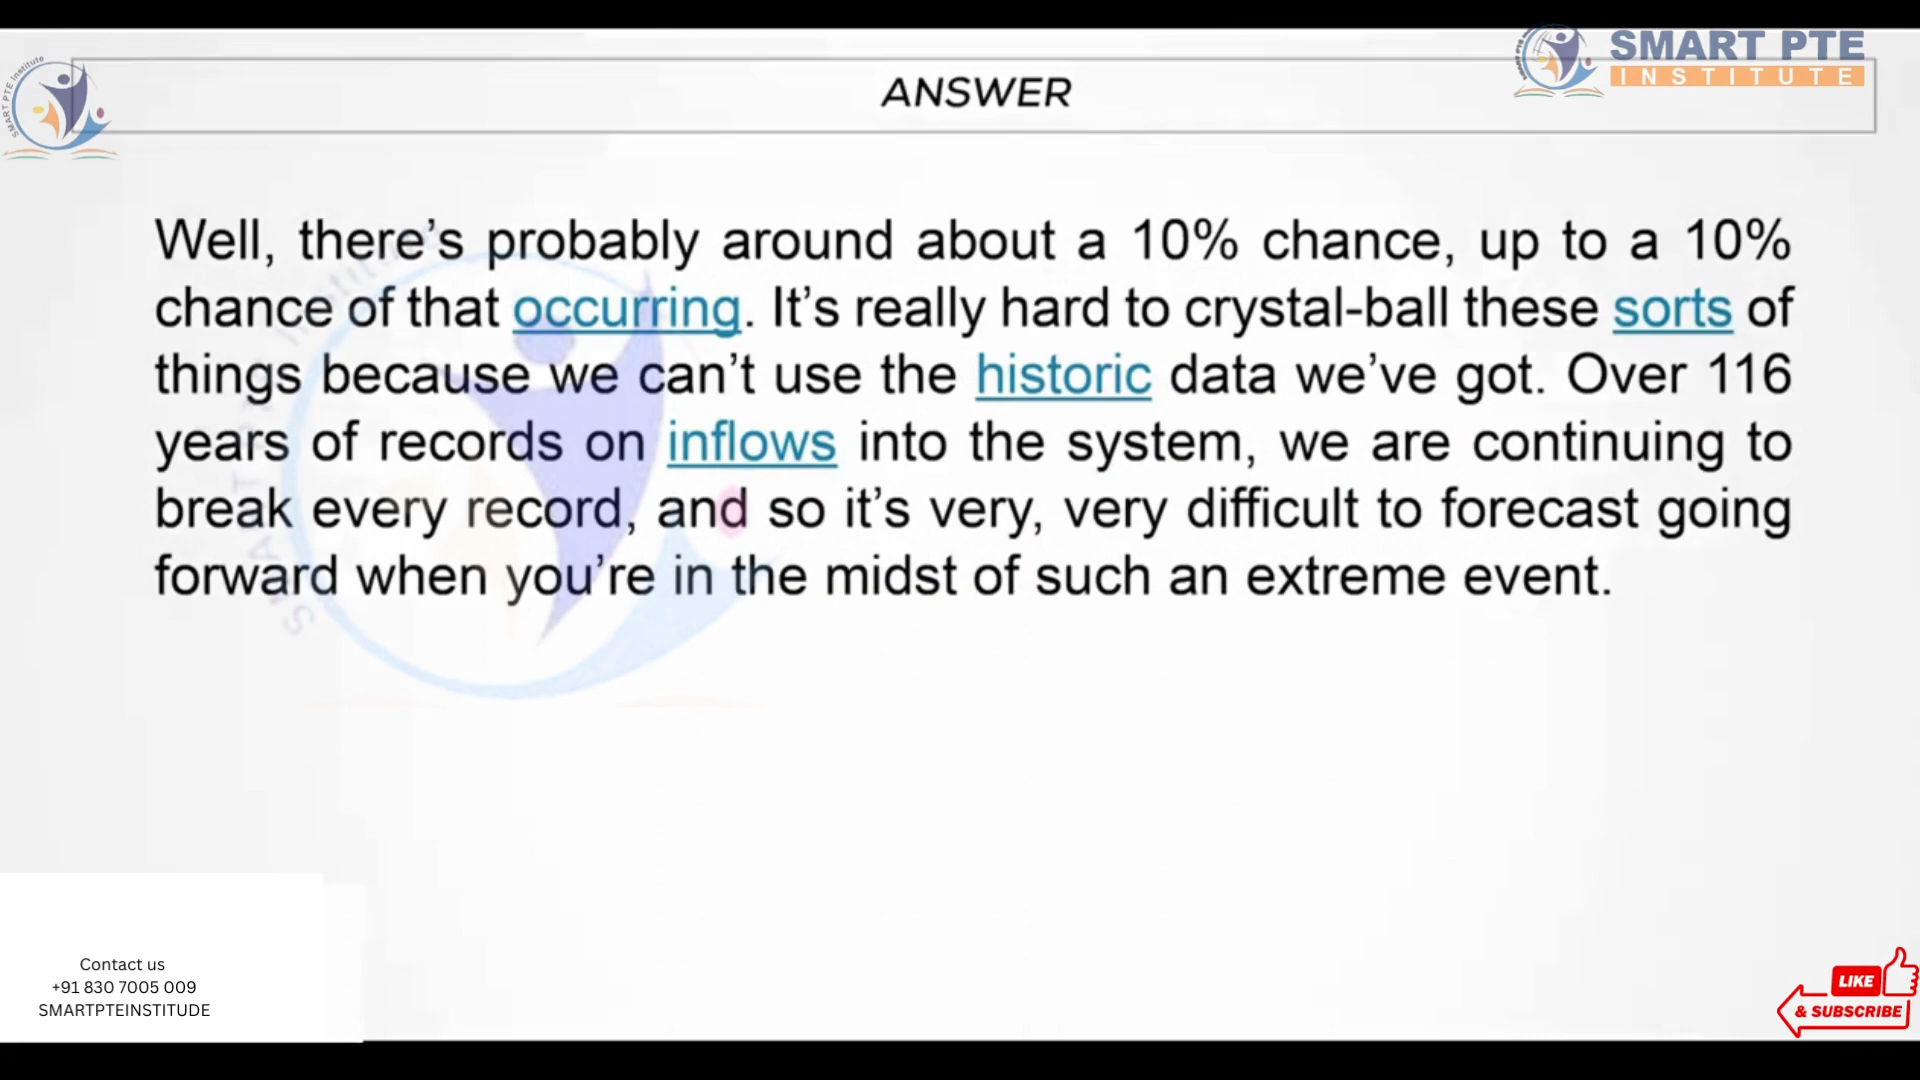 SMART PTE
INSTITUTE
SMART PTE Institute
ANSWER
Well, there’s probably around about a 10% chance, up to a 10%
chance of that occurring. It’s really hard to crystal-ball these sorts of
things because we can’t use the historic data we’ve got. Over 116
years of records on inflows into the system, we are continuing to
break every record, and so it’s very, very difficult to forecast going
forward when you’re in the midst of such an extreme event.
Contact us
+91 830 7005 009
SMARTPTEINSTITUDE
LIKE
& SUBSCRIBE